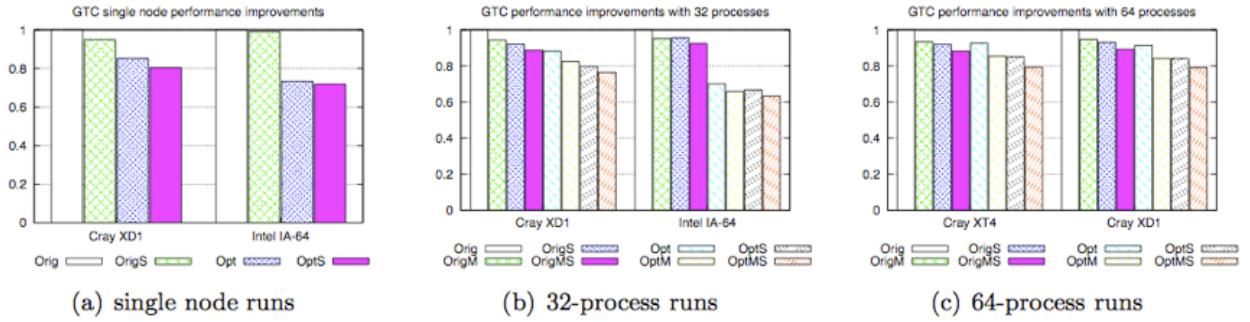 GTC single node performance improvements
1
0.8
0.6
0.4
0.2
0
Cray XD1 Intel IA-64
Orig OrigS Opt OptS
(a) single node runs
GTC performance improvements with 32 processes
1
0.8
0.6
0.4
0.2
0
Cray XD1 Intel IA-64
Orig OrigS Opt OptS
OrigM OrigMS OptM OptMS
(b) 32-process runs
GTC performance improvements with 64 processes
1
0.8
0.6
0.4
0.2
0
Cray XT4 Cray XD1
Orig OrigS Opt OptS
OrigM OrigMS OptM OptMS
(c) 64-process runs